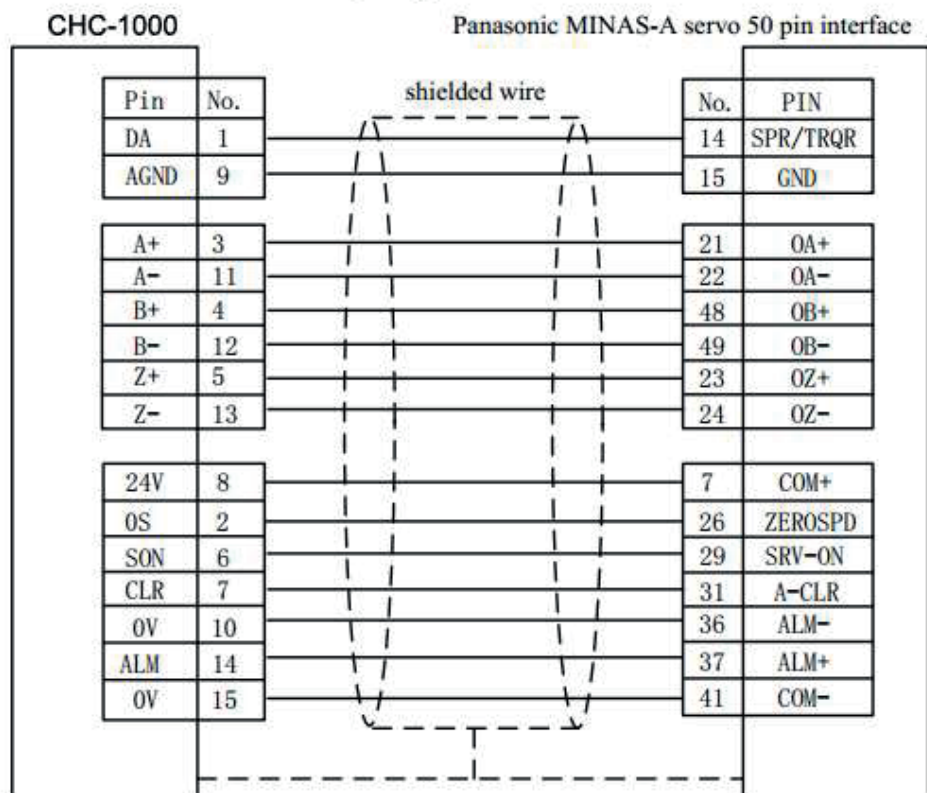 CHC-1000 Panasonic MINAS-A servo 50 pin interface
shielded wire
Pin No. No. PIN
DA 1 14 SPR/TRQR
AGND 9 15 GND
A+ 3 21 OA+
A- 11 22 OA-
B+ 4 48 OB+
B- 12 49 OB-
Z+ 5 23 OZ+
Z- 13 24 OZ-
24V 8 7 COM+
OS 2 26 ZEROSPD
SON 6 29 SRV-ON
CLR 7 31 A-CLR
0V 10 36 ALM-
ALM 14 37 ALM+
0V 15 41 COM-